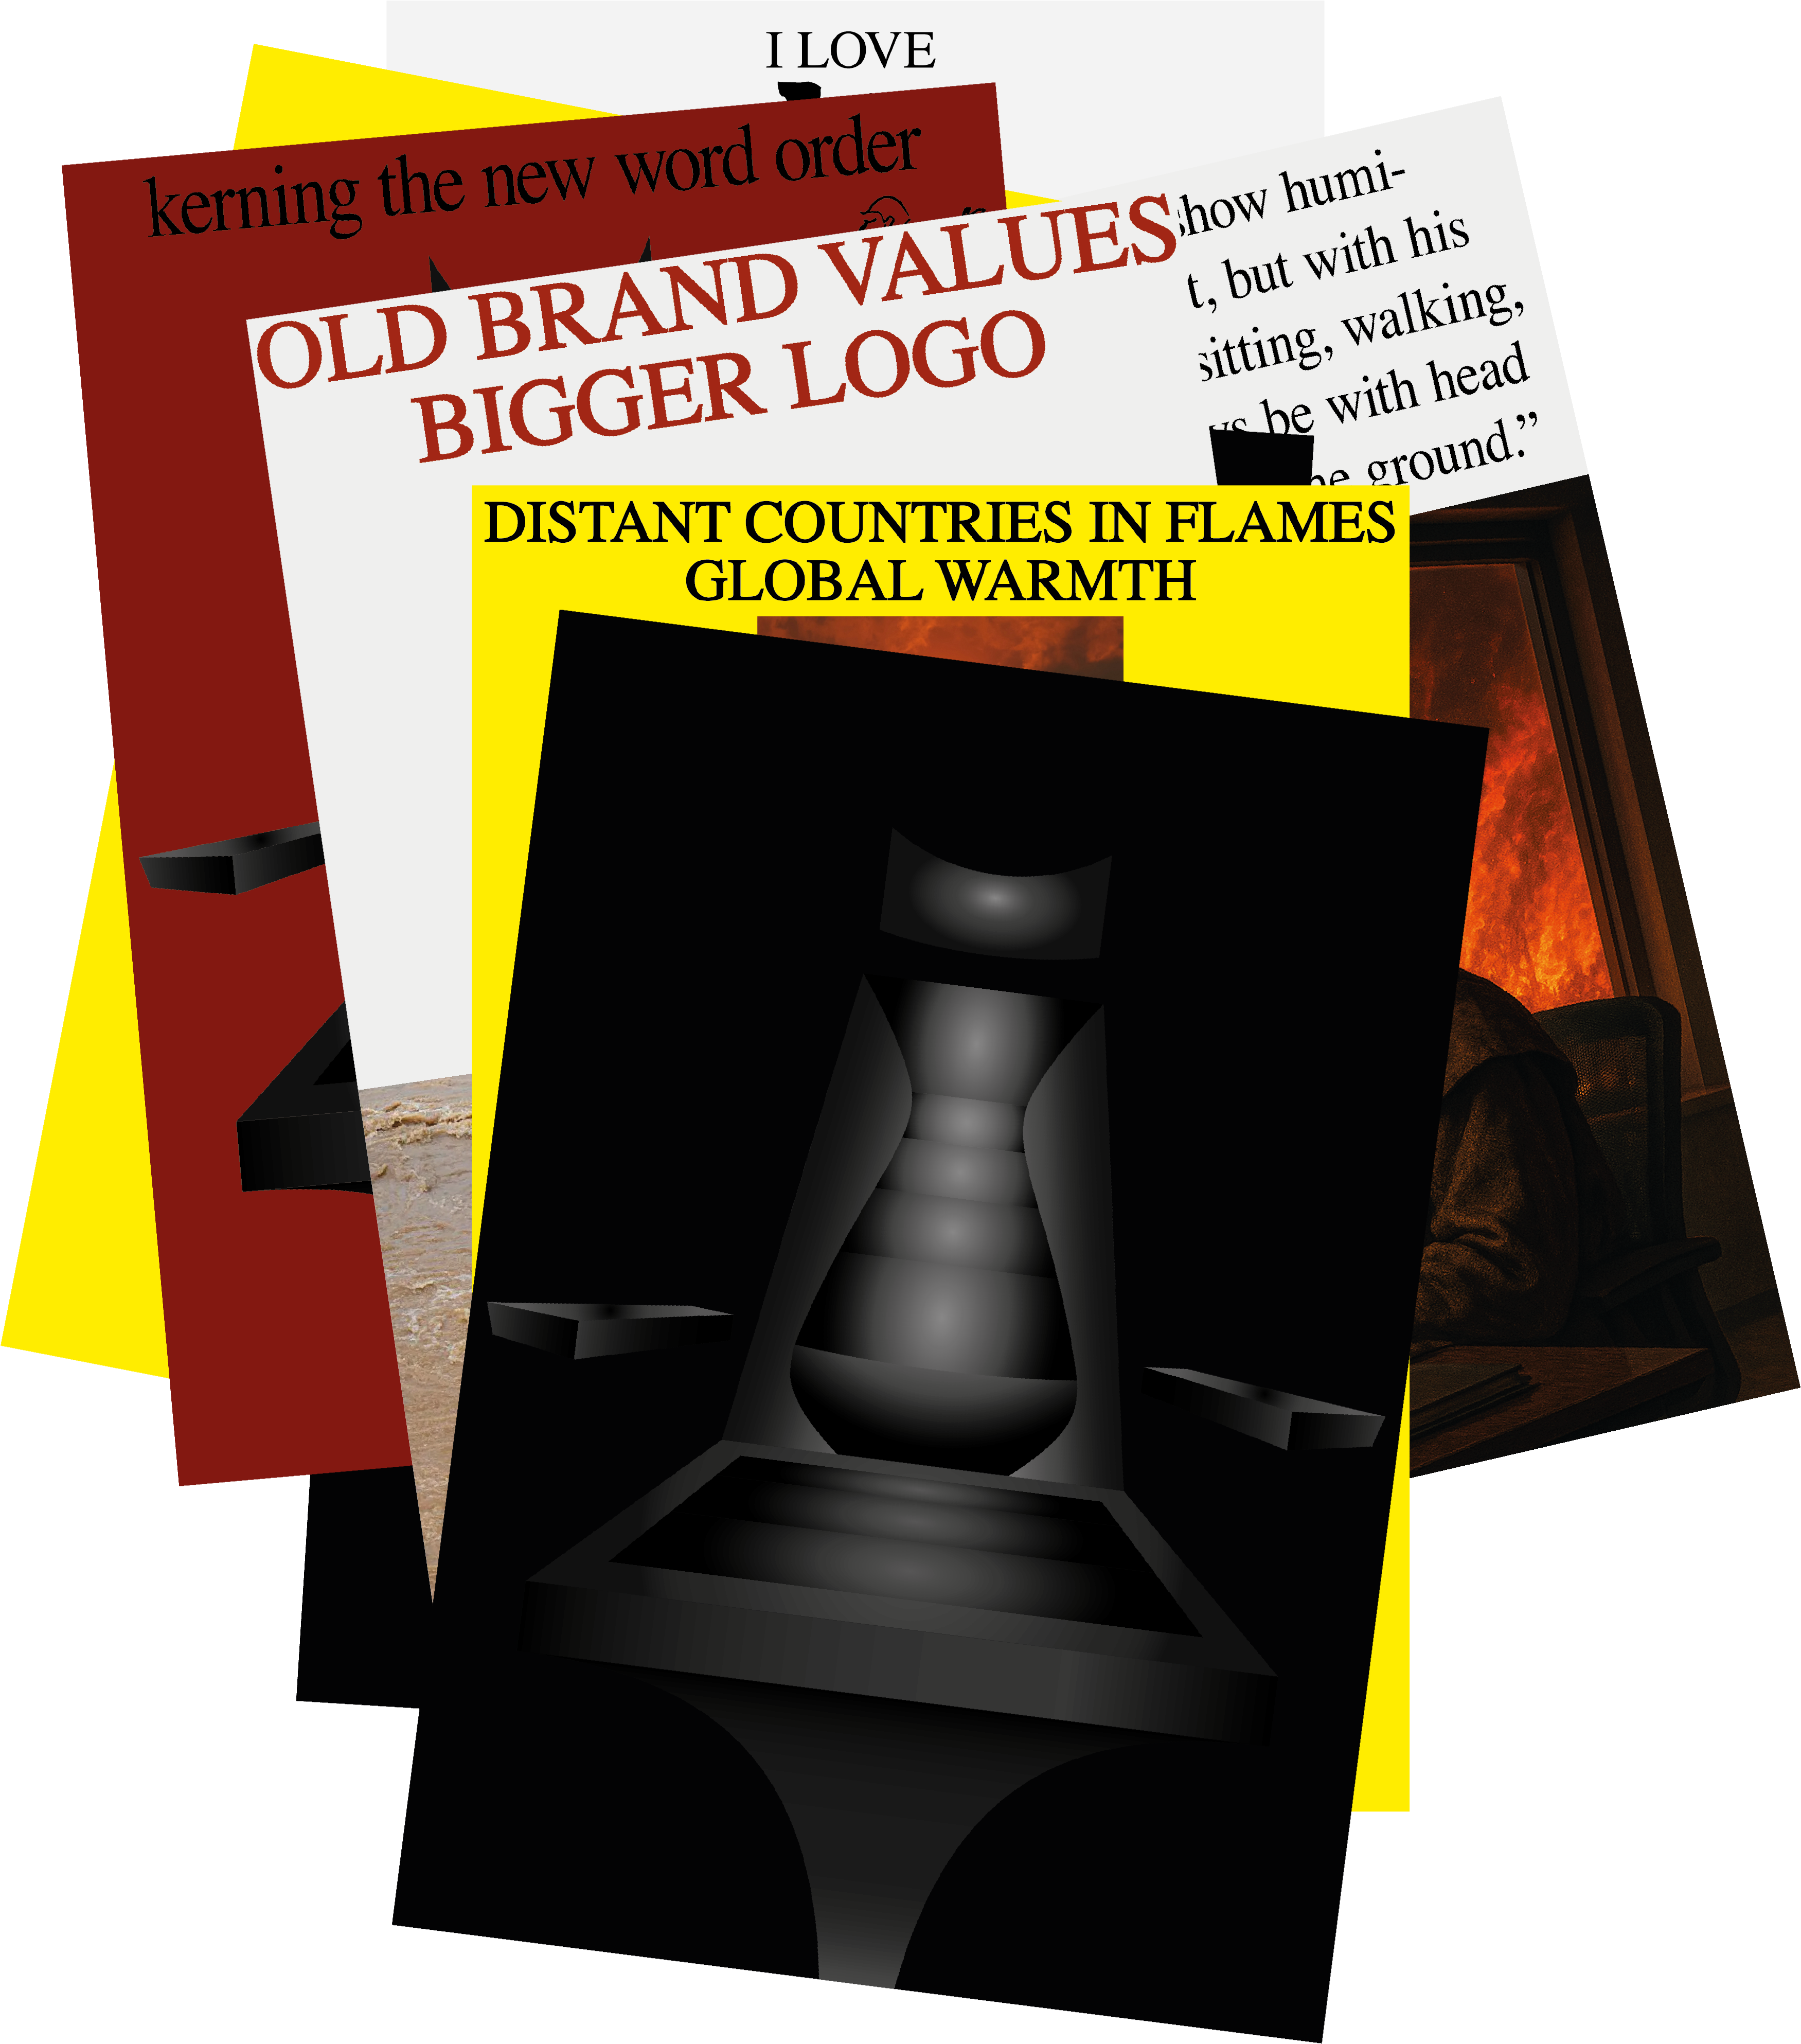 I LOVE
kerning the new word order
OLD BRAND VALUES
BIGGER LOGO
how humi-
t, but with his
sitting, walking,
be with head
ground.”
DISTANT COUNTRIES IN FLAMES
GLOBAL WARMTH